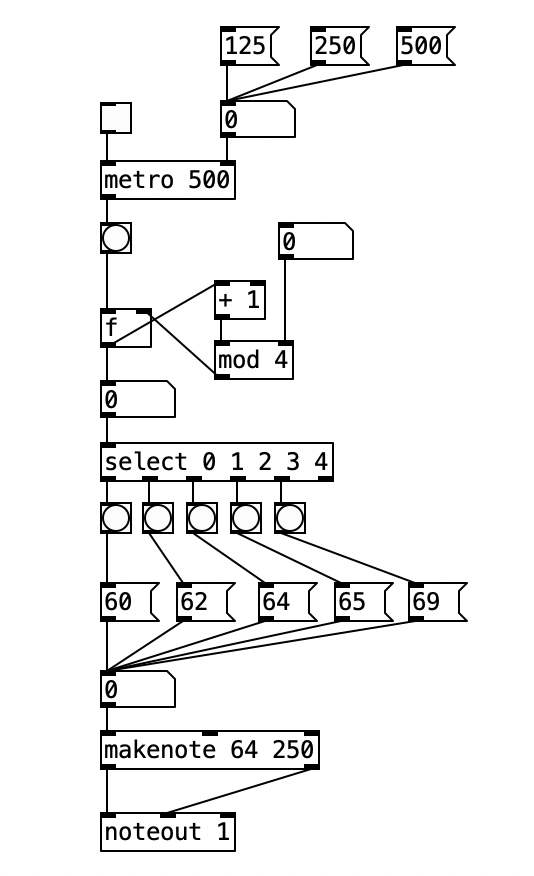 125 250 500
0
metro 500
0
+ 1
f
mod 4
0
select 0 1 2 3 4
60 62 64 65 69
0
makenote 64 250
noteout 1